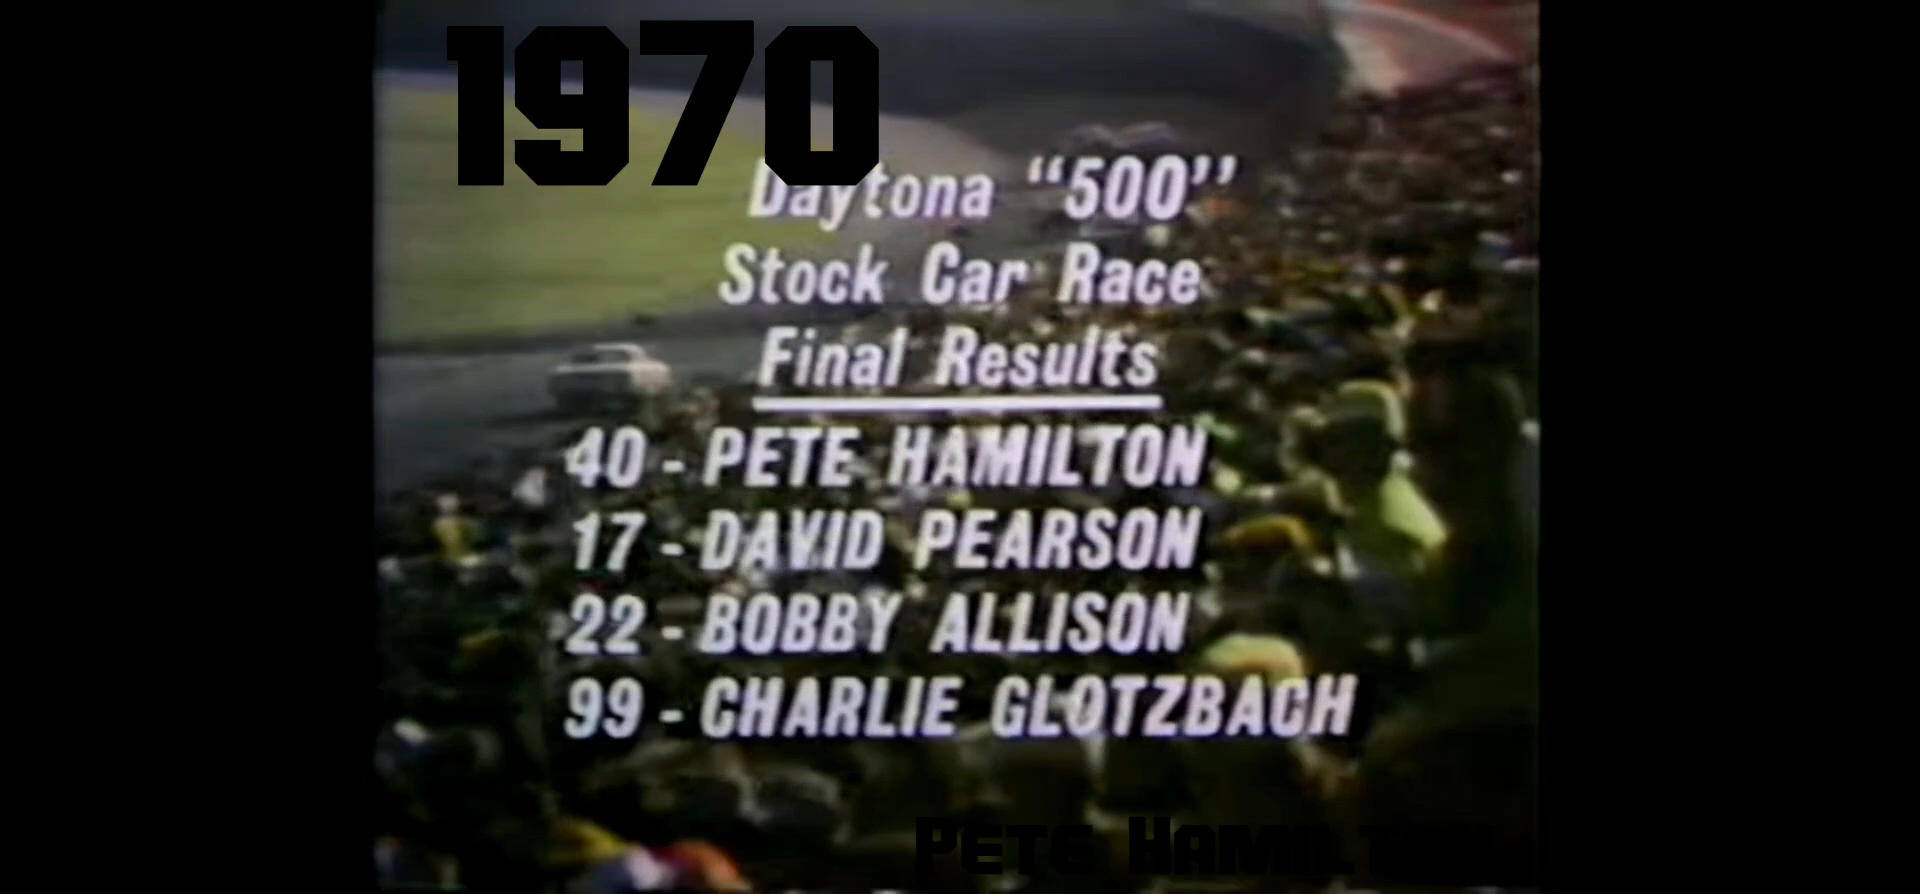 1970
Daytona “500”
Stock Car Race
Final Results
40 - PETE HAMILTON
17 - DAVID PEARSON
22 - BOBBY ALLISON
99 - CHARLIE GLOTZBACH
PETE HAMILTON